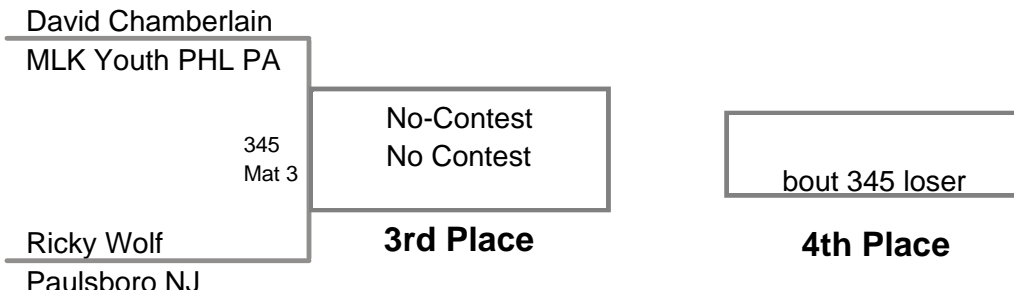 David Chamberlain
MLK Youth PHL PA
No-Contest
345
No Contest
Mat 3
bout 345 loser
Ricky Wolf
3rd Place
4th Place
Paulsboro NJ